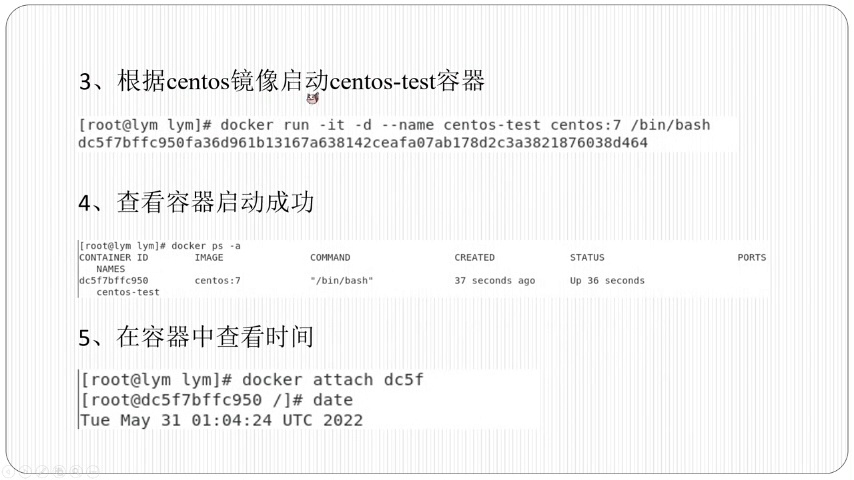 3、根据centos镜像启动centos-test容器
[root@lym lym]# docker run -it -d --name centos-test centos:7 /bin/bash
dc5f7bffc950fa36d961b13167a638142ceafa07ab178d2c3a3821876038d464
4、查看容器启动成功
[root@lym lym]# docker ps -a
CONTAINER ID IMAGE COMMAND CREATED STATUS PORTS
NAMES
dc5f7bffc950 centos:7 "/bin/bash" 37 seconds ago Up 36 seconds
centos-test
5、在容器中查看时间
[root@lym lym]# docker attach dc5f
[root@dc5f7bffc950 /]# date
Tue May 31 01:04:24 UTC 2022